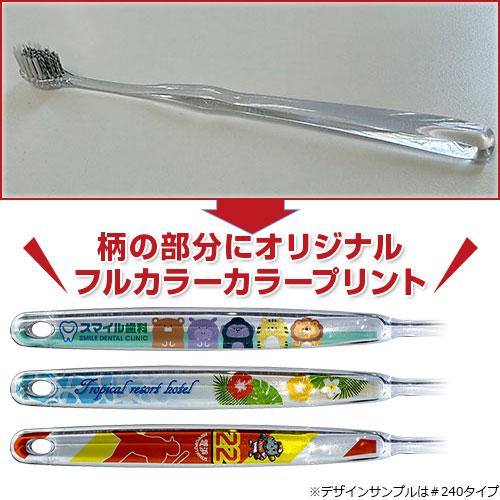 柄の部分にオリジナル
フルカラーカラープリント
スマイル歯科
SMILE DENTAL CLINIC
Tropical resort hotel
22
※デザインサンプルは＃240タイプ